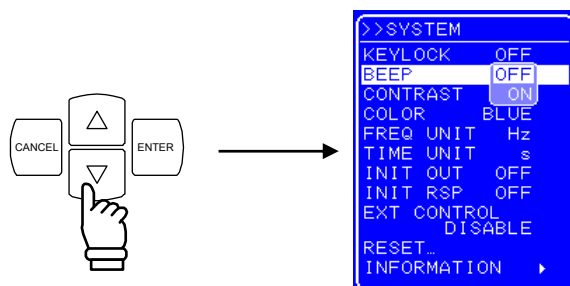 CANCEL
ENTER
>>SYSTEM
KEYLOCK OFF
BEEP OFF
CONTRAST ON
COLOR BLUE
FREQ UNIT Hz
TIME UNIT s
INIT OUT OFF
INIT RSP OFF
EXT CONTROL
DISABLE
RESET…
INFORMATION